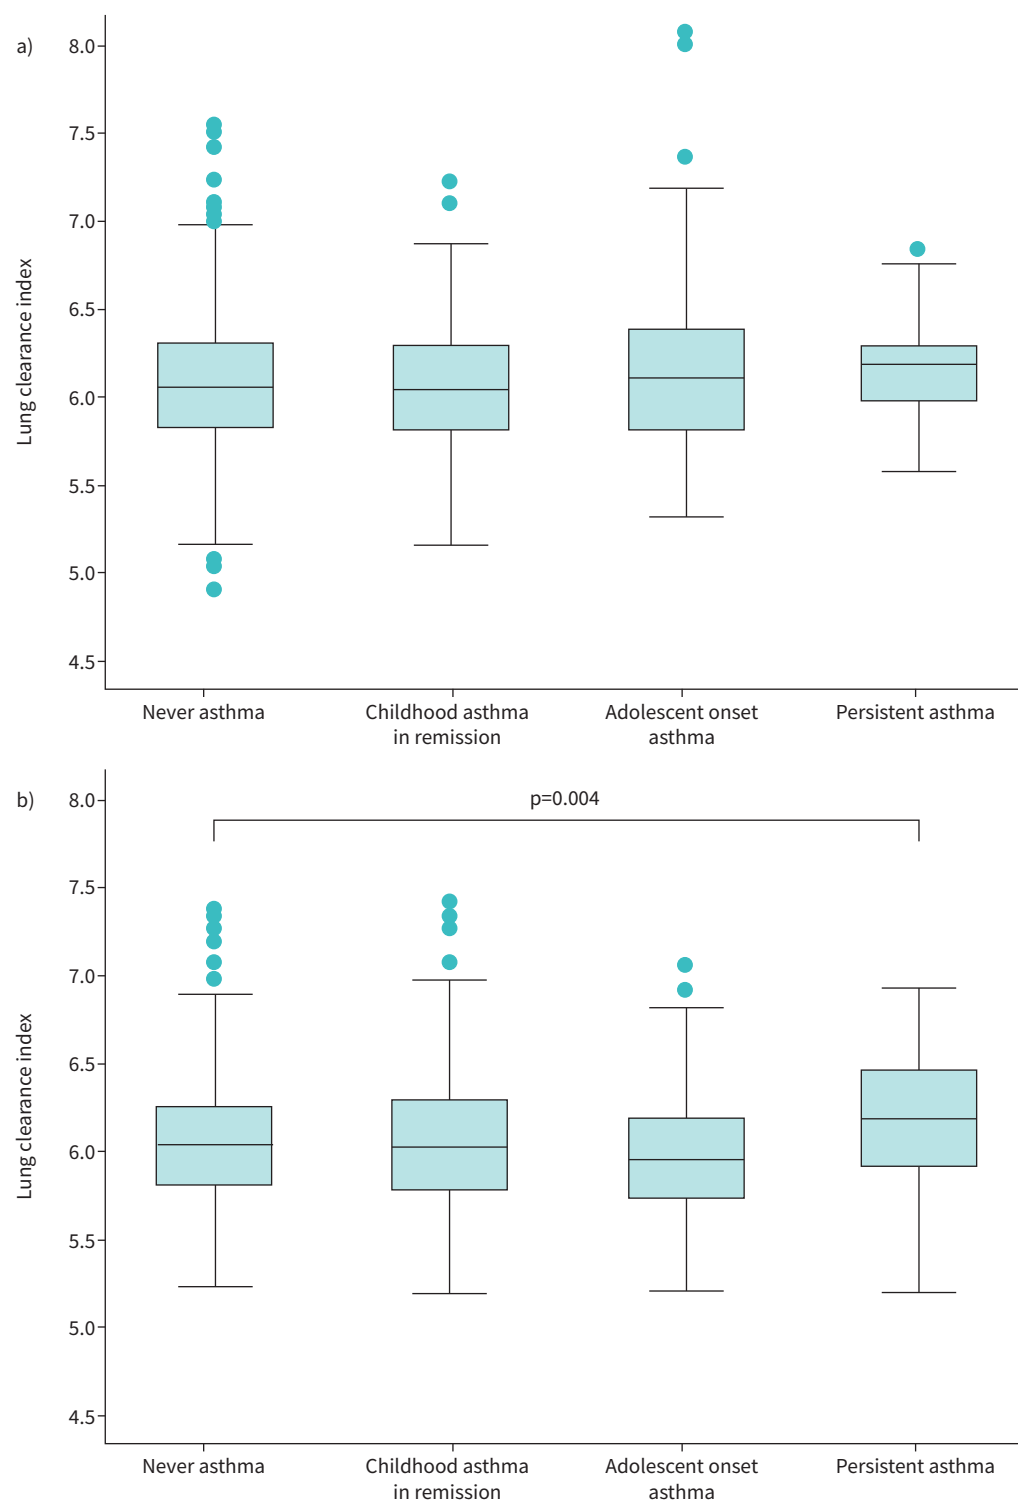 a)
8.0
7.5
7.0
6.5
6.0
5.5
5.0
4.5
Lung clearance index
Never asthma
Childhood asthma
in remission
Adolescent onset
asthma
Persistent asthma
b)
8.0
7.5
7.0
6.5
6.0
5.5
5.0
4.5
Lung clearance index
p=0.004
Never asthma
Childhood asthma
in remission
Adolescent onset
asthma
Persistent asthma